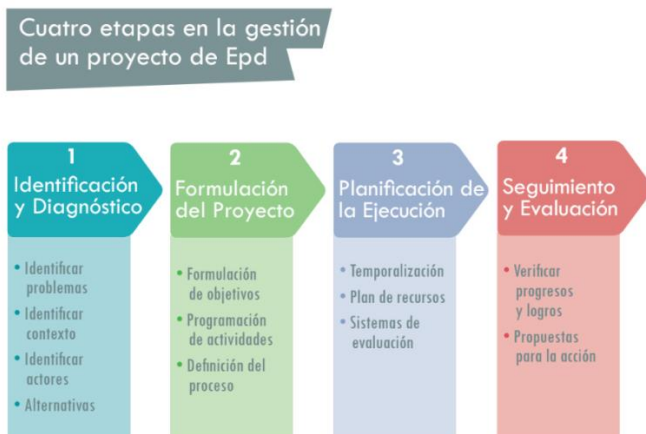 Cuatro etapas en la gestión
de un proyecto de Epd
1
Identificación
y Diagnóstico
• Identificar
problemas
• Identificar
contexto
• Identificar
actores
• Alternativas
2
Formulación
del Proyecto
• Formulación
de objetivos
• Programación
de actividades
• Definición del
proceso
3
Planificación de
la Ejecución
• Temporalización
• Plan de recursos
• Sistemas de
evaluación
4
Seguimiento
y Evaluación
• Verificar
progresos
y logros
• Propuestas
para la acción